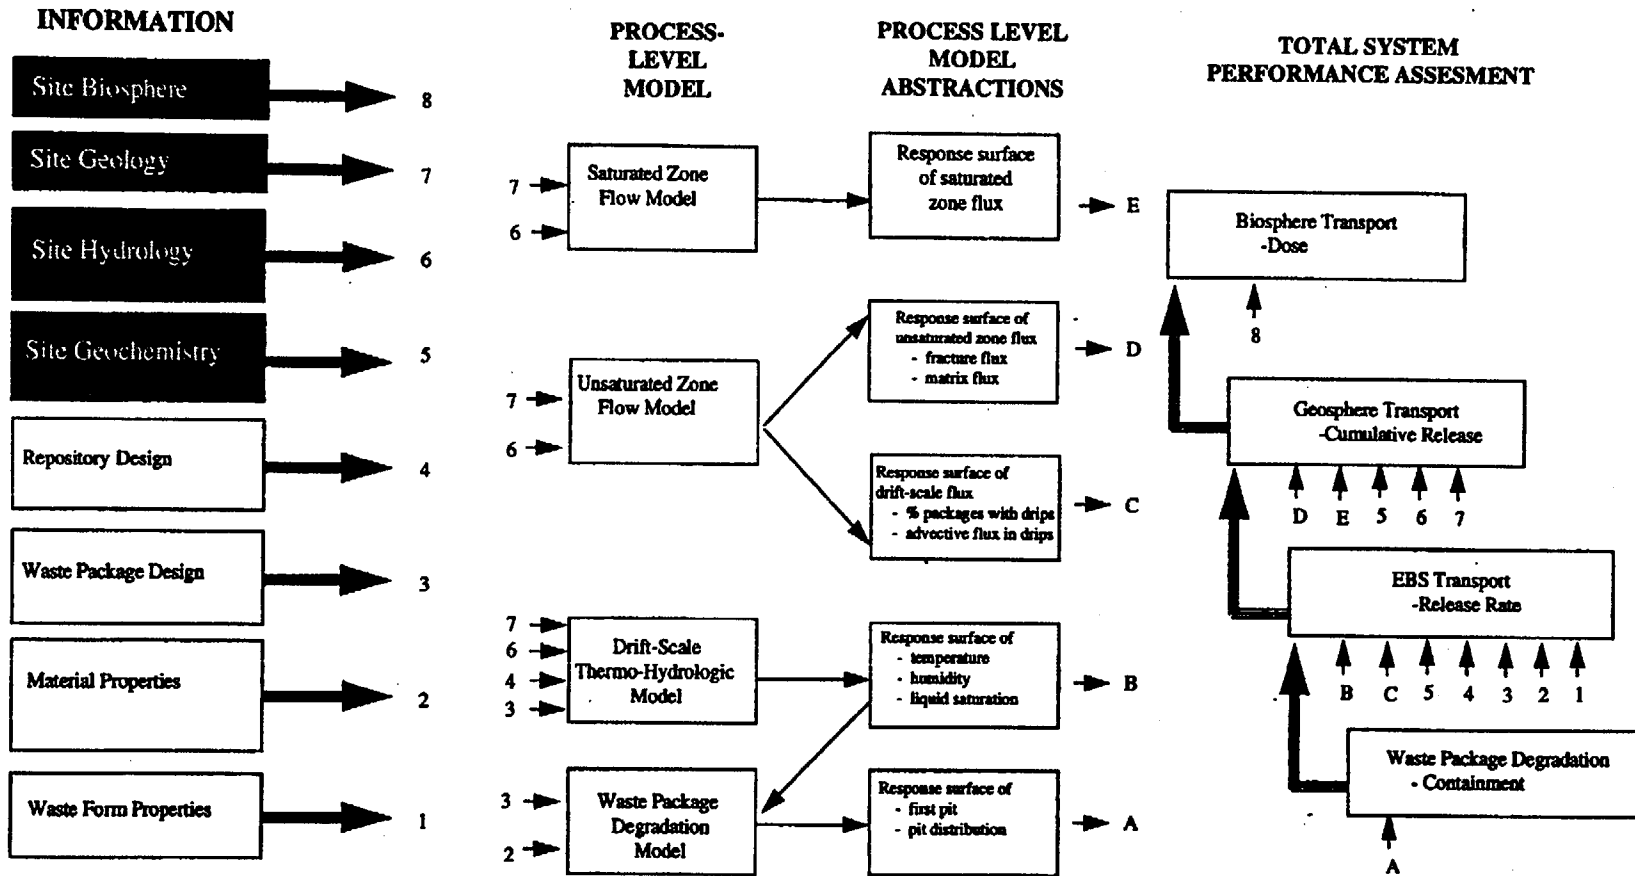 INFORMATION
Site Biosphere
8
Site Geology
7
Site Hydrology
6
Site Geochemistry
5
Repository Design
4
Waste Package Design
3
Material Properties
2
Waste Form Properties
1
PROCESS-
LEVEL
MODEL
7
6
Saturated Zone
Flow Model
7
6
Unsaturated Zone
Flow Model
7
6
4
3
Drift-Scale
Thermo-Hydrologic
Model
3
2
Waste Package
Degradation
Model
PROCESS LEVEL
MODEL
ABSTRACTIONS
Response surface
of saturated
zone flux
E
Response surface of
unsaturated zone flux
- fracture flux
- matrix flux
D
Response surface of
drift-scale flux
- % packages with drips
- advective flux in drips
C
Response surface of
- temperature
- humidity
- liquid saturation
B
Response surface of
- first pit
- pit distribution
A
TOTAL SYSTEM
PERFORMANCE ASSESMENT
Biosphere Transport
-Dose
8
Geosphere Transport
-Cumulative Release
D E 5 6 7
EBS Transport
-Release Rate
B C 5 4 3 2 1
Waste Package Degradation
- Containment
A